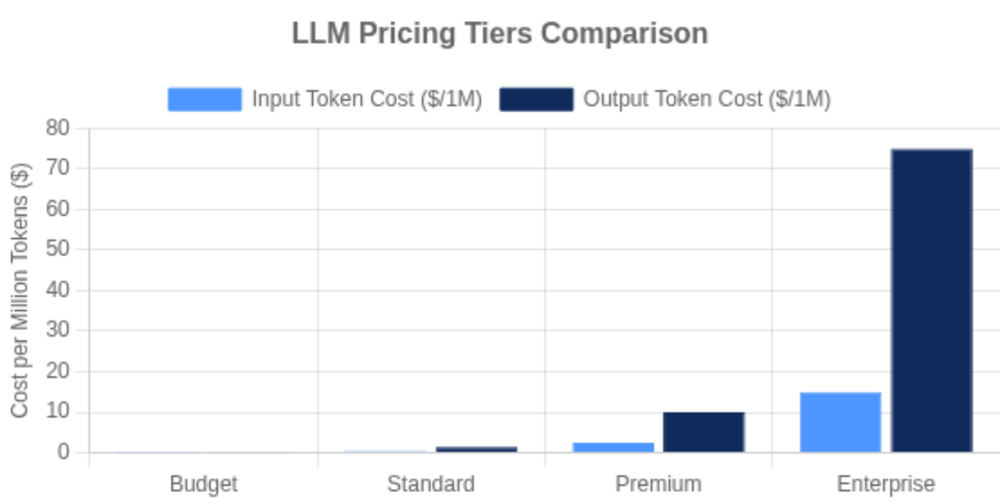 LLM Pricing Tiers Comparison
Input Token Cost ($/1M) Output Token Cost ($/1M)
Cost per Million Tokens ($)
80
70
60
50
40
30
20
10
0
Budget Standard Premium Enterprise